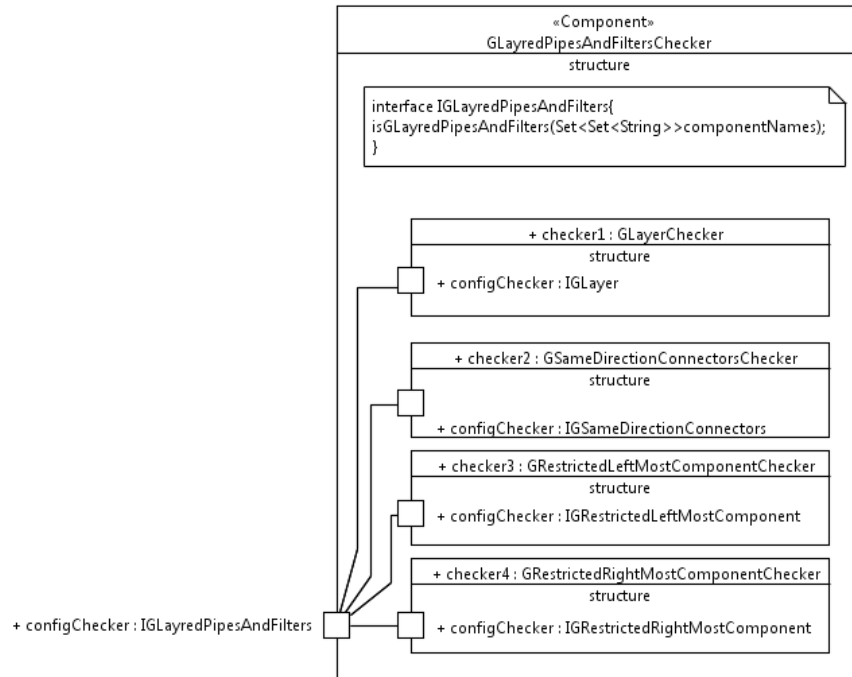 «Component»
GLayredPipesAndFiltersChecker
structure
interface IGLayredPipesAndFilters{
isGLayredPipesAndFilters(Set<Set<String>>componentNames);
}
+ checker1 : GLayerChecker
structure
+ configChecker : IGLayer
+ checker2 : GSameDirectionConnectorsChecker
structure
+ configChecker : IGSameDirectionConnectors
+ checker3 : GRestrictedLeftMostComponentChecker
structure
+ configChecker : IGRestrictedLeftMostComponent
+ checker4 : GRestrictedRightMostComponentChecker
structure
+ configChecker : IGLayredPipesAndFilters
+ configChecker : IGRestrictedRightMostComponent